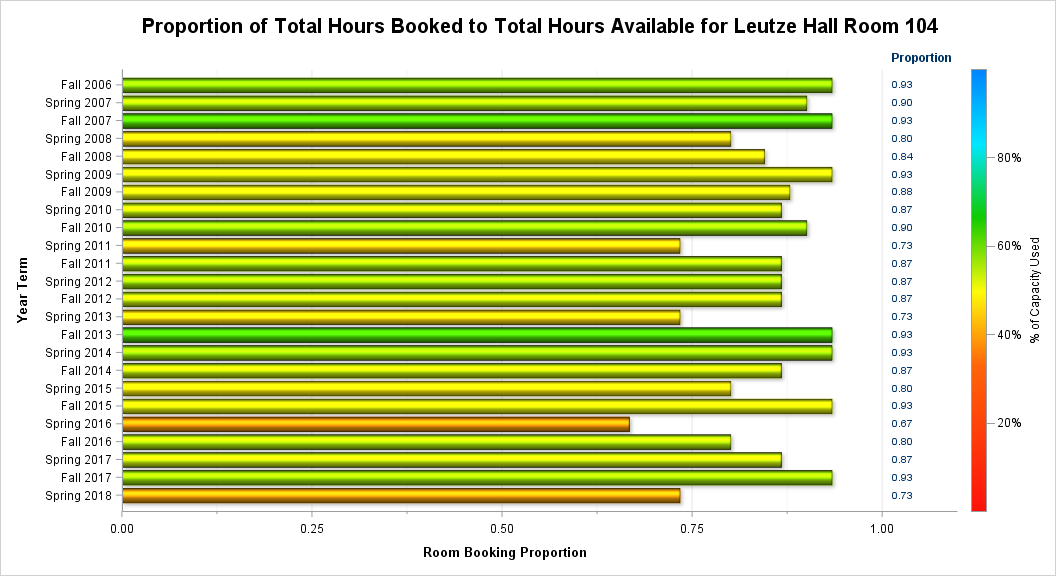 Proportion of Total Hours Booked to Total Hours Available for Leutze Hall Room 104
Proportion
Fall 2006 0.93
Spring 2007 0.90
Fall 2007 0.93
Spring 2008 0.80
Fall 2008 0.84
Spring 2009 0.93
Fall 2009 0.88
Spring 2010 0.87
Fall 2010 0.90
Spring 2011 0.73
Fall 2011 0.87
Spring 2012 0.87
Fall 2012 0.87
Spring 2013 0.73
Fall 2013 0.93
Spring 2014 0.93
Fall 2014 0.87
Spring 2015 0.80
Fall 2015 0.93
Spring 2016 0.67
Fall 2016 0.80
Spring 2017 0.87
Fall 2017 0.93
Spring 2018 0.73
Year Term
0.00 0.25 0.50 0.75 1.00
Room Booking Proportion
80%
60%
40%
20%
% of Capacity Used